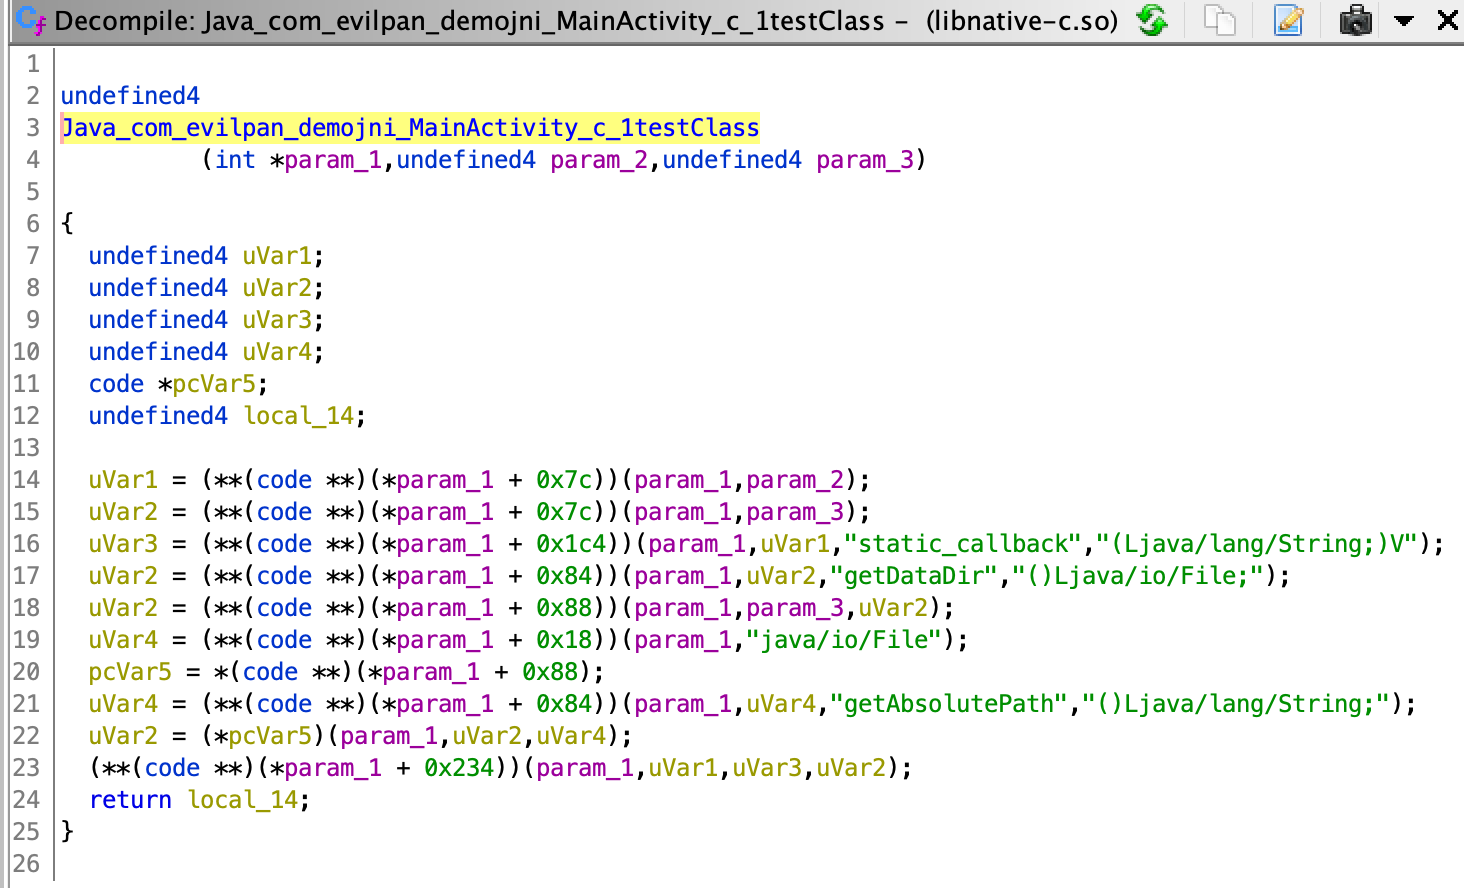 Decompile: Java_com_evilpan_demojni_MainActivity_c_1testClass - (libnative-c.so)
1
2 undefined4
3 Java_com_evilpan_demojni_MainActivity_c_1testClass
4 (int *param_1,undefined4 param_2,undefined4 param_3)
5
6 {
7 undefined4 uVar1;
8 undefined4 uVar2;
9 undefined4 uVar3;
10 undefined4 uVar4;
11 code *pcVar5;
12 undefined4 local_14;
13
14 uVar1 = (**(code **)(*param_1 + 0x7c))(param_1,param_2);
15 uVar2 = (**(code **)(*param_1 + 0x7c))(param_1,param_3);
16 uVar3 = (**(code **)(*param_1 + 0x1c4))(param_1,uVar1,"static_callback","(Ljava/lang/String;)V");
17 uVar2 = (**(code **)(*param_1 + 0x84))(param_1,uVar2,"getDataDir","()Ljava/io/File;");
18 uVar2 = (**(code **)(*param_1 + 0x88))(param_1,param_3,uVar2);
19 uVar4 = (**(code **)(*param_1 + 0x18))(param_1,"java/io/File");
20 pcVar5 = *(code **)(*param_1 + 0x88);
21 uVar4 = (**(code **)(*param_1 + 0x84))(param_1,uVar4,"getAbsolutePath","()Ljava/lang/String;");
22 uVar2 = (*pcVar5)(param_1,uVar2,uVar4);
23 (**(code **)(*param_1 + 0x234))(param_1,uVar1,uVar3,uVar2);
24 return local_14;
25 }
26